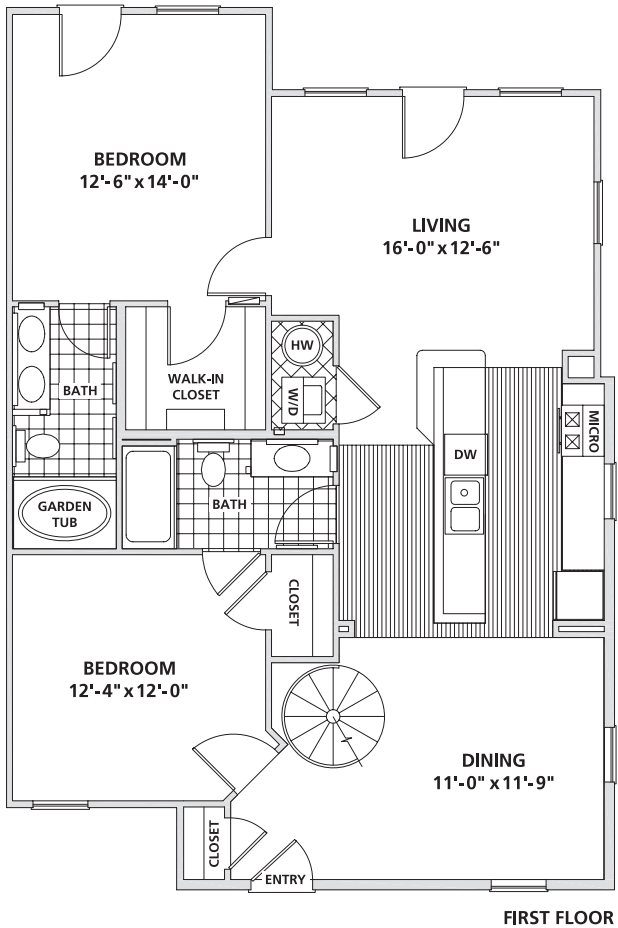 BEDROOM
12'-6" x 14'-0"
LIVING
16'-0" x 12'-6"
HW
W/D
BATH
WALK-IN
CLOSET
MICRO
DW
GARDEN
TUB
BATH
CLOSET
BEDROOM
12'-4" x 12'-0"
DINING
11'-0" x 11'-9"
CLOSET
ENTRY
FIRST FLOOR